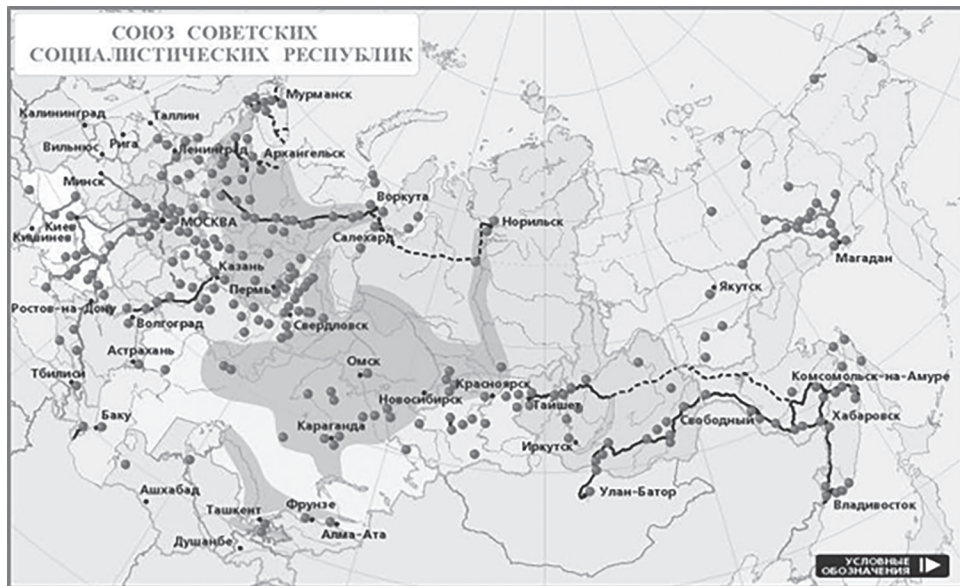 СОЮЗ СОВЕТСКИХ
СОЦИАЛИСТИЧЕСКИХ РЕСПУБЛИК
Мурманск
Калининград
Таллин
Вильнюс
Рига
Ленинград
Архангельск
Минск
Воркута
Киев
МОСКВА
Норильск
Кишинев
Салехард
Магадан
Казань
Якутск
Пермь
Ростов-на-Дону
Волгоград
Свердловск
Астрахань
Омск
Тбилиси
Красноярск
Комсомольск-на-Амуре
Новосибирск
Тайшет
Баку
Караганда
Свободный
Хабаровск
Иркутск
Ашхабад
Улан-Батор
Фрунзе
Ташкент
Владивосток
Алма-Ата
Душанбе
УСЛОВНЫЕ
ОБОЗНАЧЕНИЯ